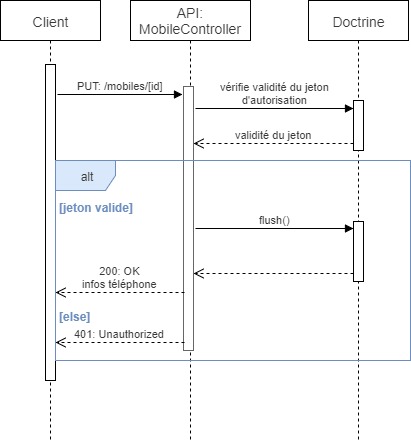 Client
API:
MobileController
Doctrine
PUT: /mobiles/[id]
vérifie validité du jeton
d'autorisation
validité du jeton
alt
[jeton valide]
flush()
200: OK
infos téléphone
[else]
401: Unauthorized